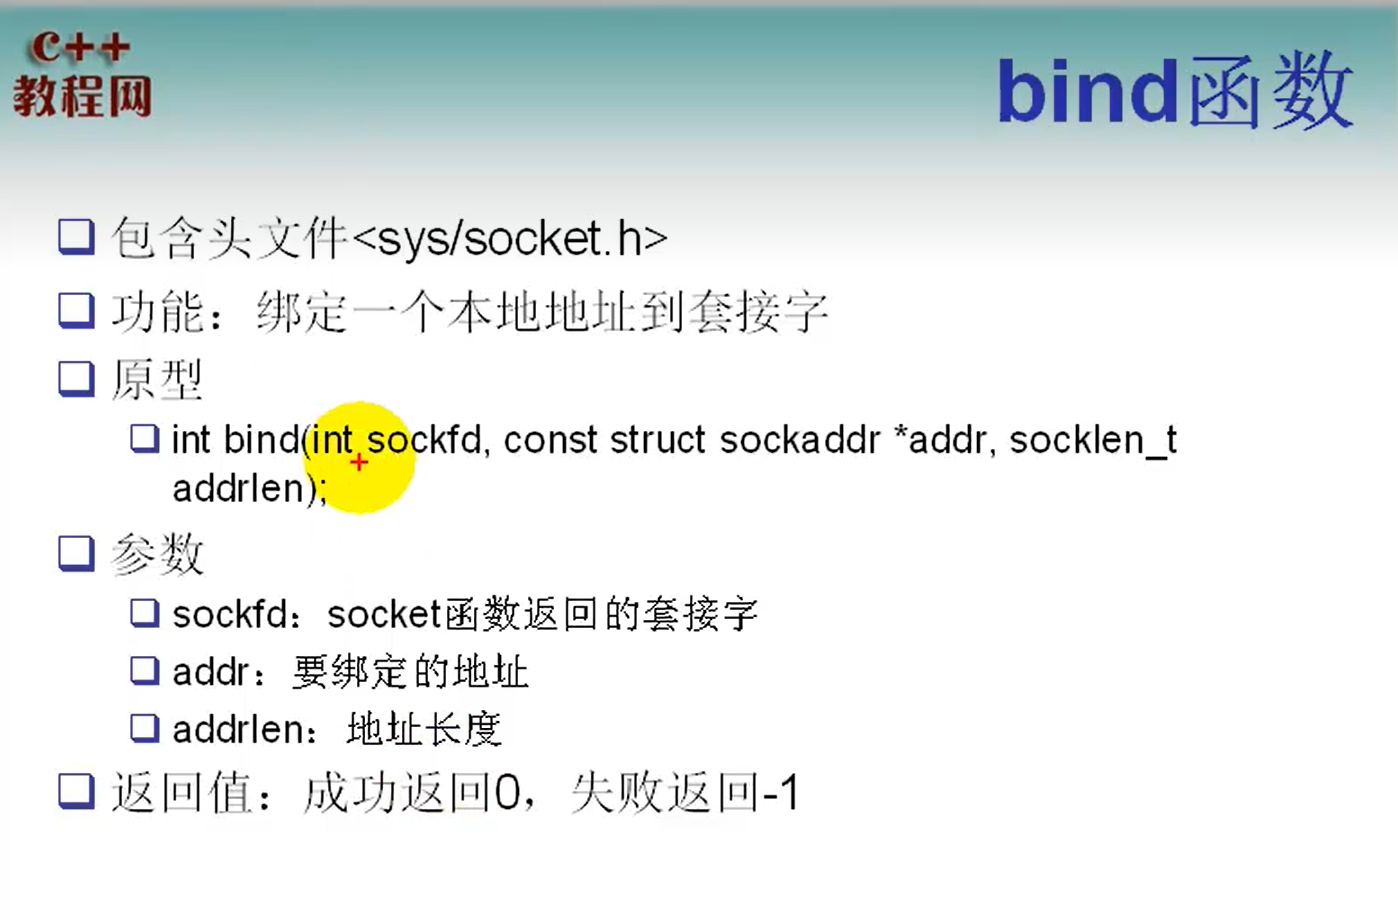 c++
教程网
bind函数
包含头文件<sys/socket.h>
功能：绑定一个本地地址到套接字
原型
int bind(int sockfd, const struct sockaddr *addr, socklen_t
addrlen);
参数
sockfd：socket函数返回的套接字
addr：要绑定的地址
addrlen：地址长度
返回值：成功返回0，失败返回-1